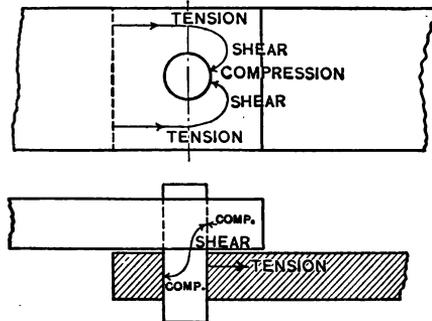 TENSION
SHEAR
COMPRESSION
SHEAR
TENSION
COMP.
SHEAR
TENSION
COMP.